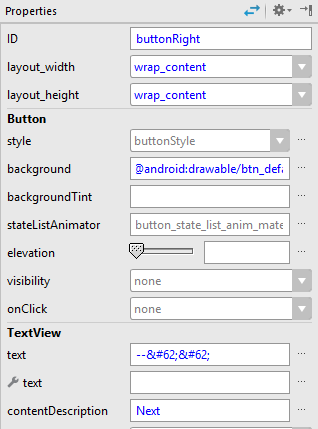 Properties
ID buttonRight
layout_width wrap_content
layout_height wrap_content
Button
style buttonStyle
background @android:drawable/btn_defa
backgroundTint
stateListAnimator button_state_list_anim_mate
elevation
visibility none
onClick none
TextView
text --&#62;&#62;
text
contentDescription Next